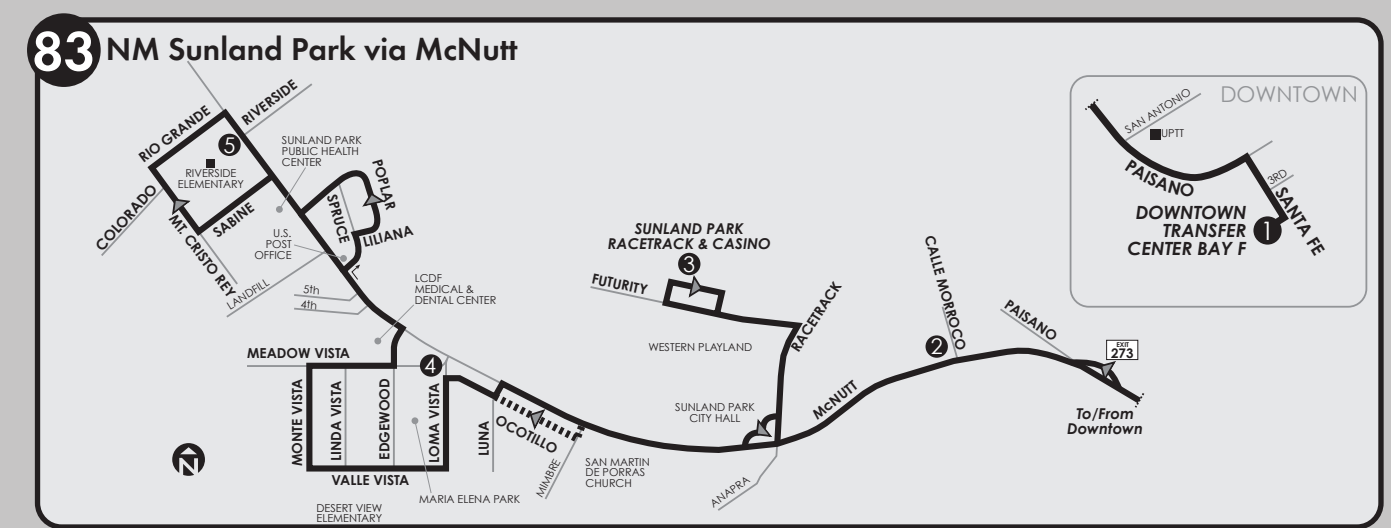 83 NM Sunland Park via McNutt
DOWNTOWN
SAN ANTONIO
UPTT
PAISANO
3RD
SANTA FE
DOWNTOWN
TRANSFER
CENTER BAY F
1
RIO GRANDE
RIVERSIDE
5
RIVERSIDE
ELEMENTARY
SUNLAND PARK
PUBLIC HEALTH
CENTER
COLORADO
MT. CRISTO REY
SABINE
POPLAR
SPRUCE
LILIANA
U.S.
POST
OFFICE
LANDFILL
5th
4th
LCDF
MEDICAL &
DENTAL CENTER
SUNLAND PARK
RACETRACK & CASINO
3
FUTURITY
RACETRACK
WESTERN PLAYLAND
CALLE MORROCO
2
PAISANO
EXIT
273
To/From
Downtown
McNUTT
SUNLAND PARK
CITY HALL
ANAPRA
MEADOW VISTA
4
MONTE VISTA
LINDA VISTA
EDGEWOOD
LOMA VISTA
LUNA
OCOTILLO
MIMBRE
SAN MARTIN
DE PORRAS
CHURCH
VALLE VISTA
MARIA ELENA PARK
DESERT VIEW
ELEMENTARY
N